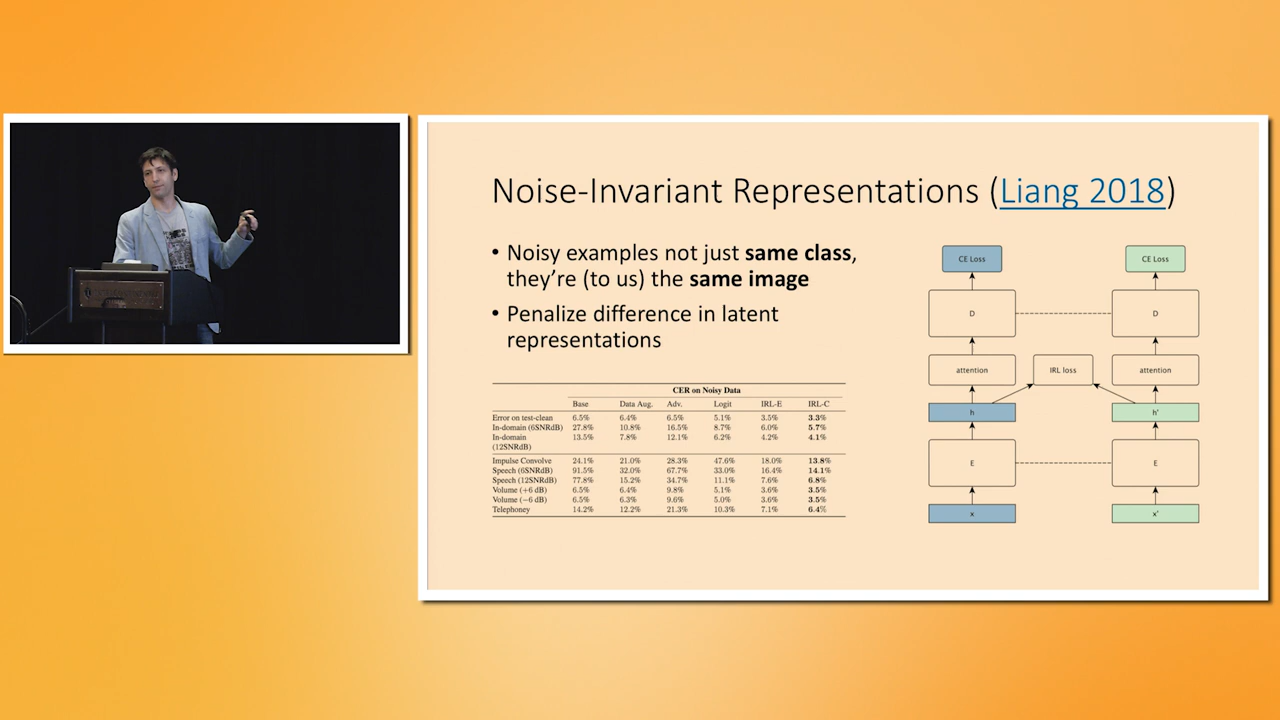 Noise-Invariant Representations (Liang 2018)
• Noisy examples not just same class,
they're (to us) the same image
• Penalize difference in latent
representations
CER on Noisy Data
Base Data Aug. Adv. Logit IRL-E IRL-C
Error on test-clean 6.5% 6.4% 6.5% 5.1% 3.5% 3.3%
In-domain (6SNRdB) 27.8% 10.8% 16.5% 8.7% 6.0% 5.7%
In-domain 13.5% 7.8% 12.1% 6.2% 4.2% 4.1%
(12SNRdB)
Impulse Convolve 24.1% 21.0% 28.3% 47.6% 18.0% 13.8%
Speech (6SNRdB) 91.5% 32.0% 67.7% 33.0% 16.4% 14.1%
Speech (12SNRdB) 77.8% 15.2% 34.7% 11.1% 7.6% 6.8%
Volume (+6 dB) 6.5% 6.4% 9.8% 5.1% 3.6% 3.5%
Volume (−6 dB) 6.5% 6.3% 9.6% 5.0% 3.6% 3.5%
Telephoney 14.2% 12.2% 21.3% 10.3% 7.1% 6.4%
CE Loss CE Loss
D D
attention IRL loss attention
h h'
E E
x x'